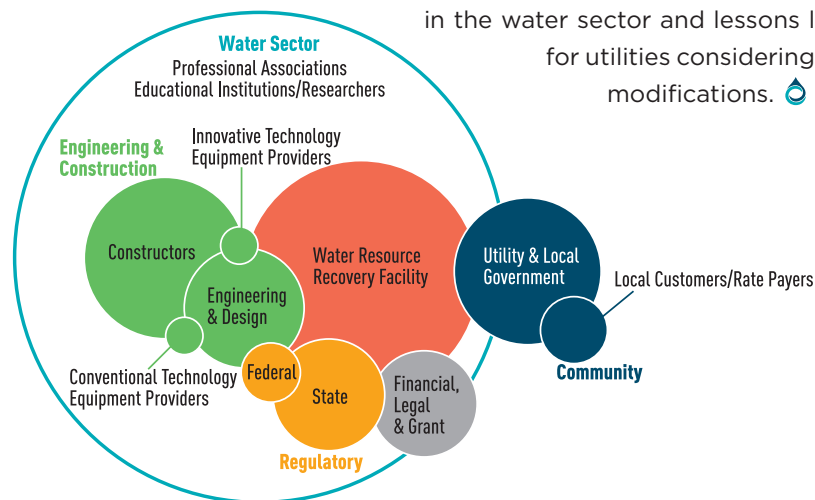 in the water sector and lessons
for utilities considering
modifications.
Water Sector
Professional Associations
Educational Institutions/Researchers
Innovative Technology
Equipment Providers
Engineering &
Construction
Constructors
Water Resource
Recovery Facility
Utility & Local
Government
Local Customers/Rate Payers
Engineering
& Design
Conventional Technology
Equipment Providers
Federal
State
Financial,
Legal
& Grant
Community
Regulatory